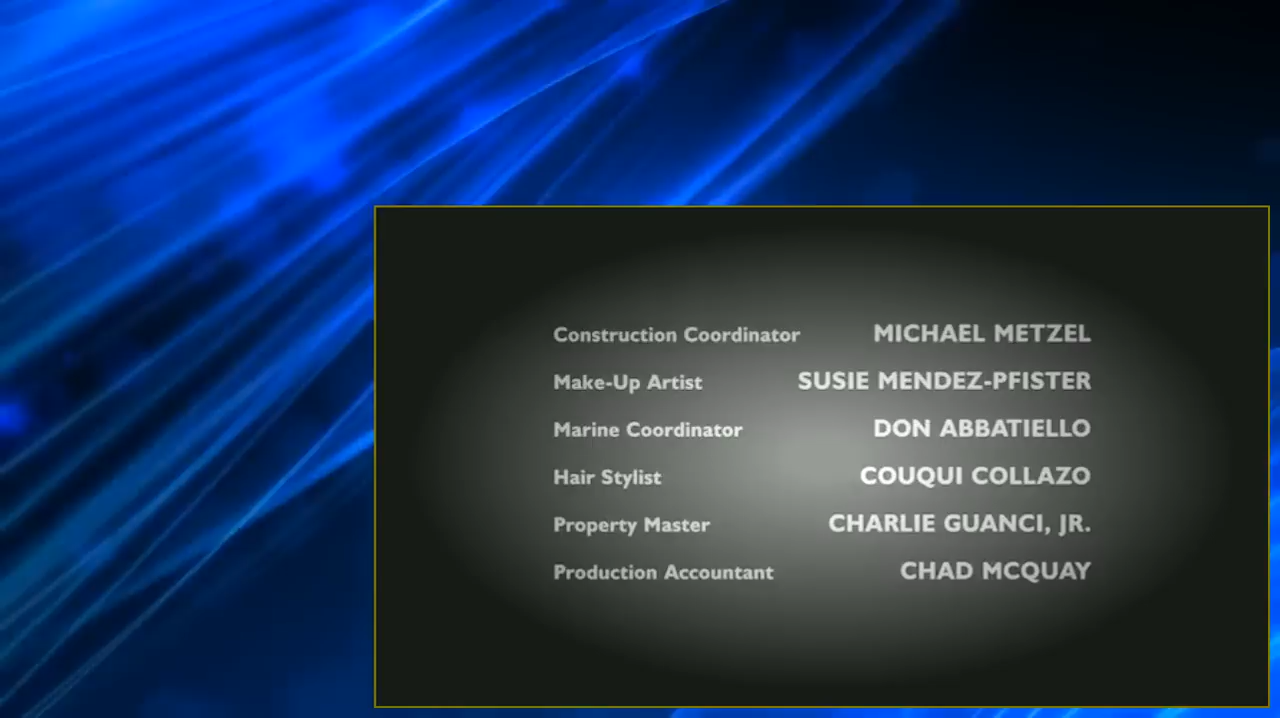 Construction Coordinator MICHAEL METZEL
Make-Up Artist SUSIE MENDEZ-PFISTER
Marine Coordinator DON ABBATIELLO
Hair Stylist COUQUI COLLAZO
Property Master CHARLIE GUANCI, JR.
Production Accountant CHAD MCQUAY